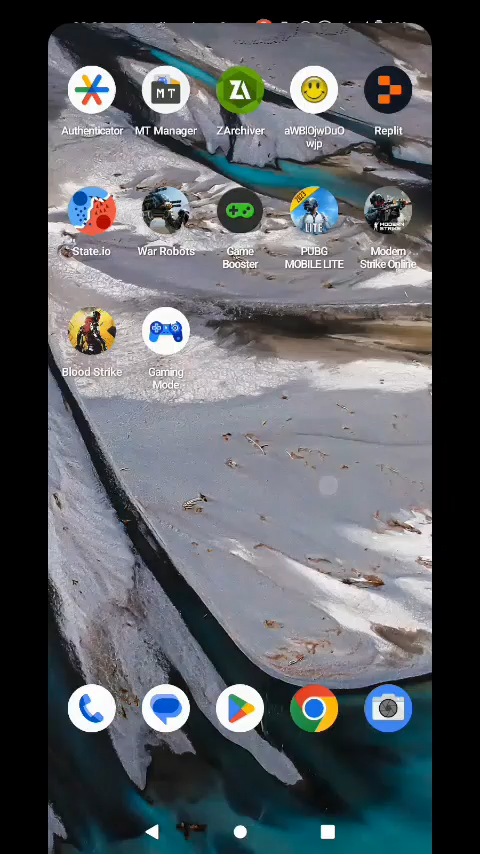 Authenticator
MT Manager
ZArchiver
aWBlOjwDuO
wjp
Replit
State.io
War Robots
Game
Booster
PUBG
MOBILE LITE
Modern
Strike Online
Blood Strike
Gaming
Mode